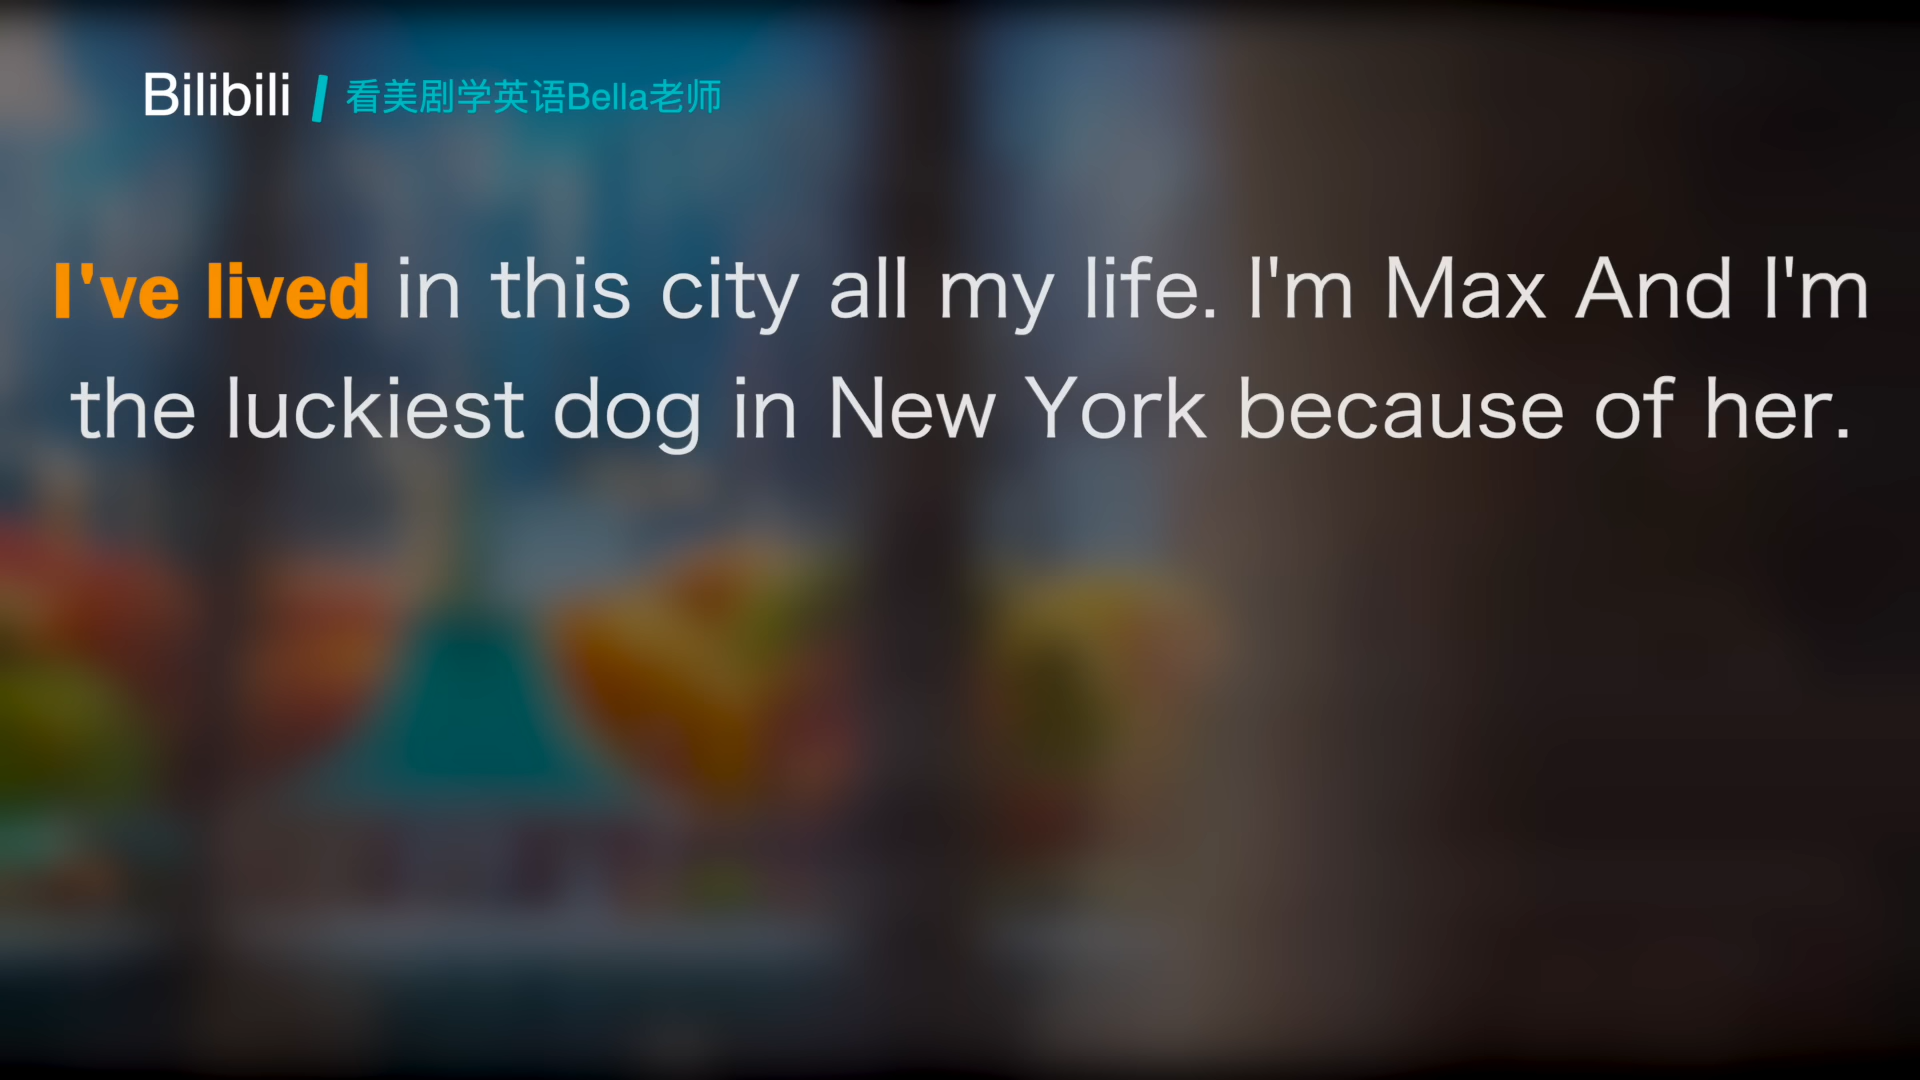 Bilibili / 看美剧学英语Bella老师
I've lived in this city all my life. I'm Max And I'm
the luckiest dog in New York because of her.